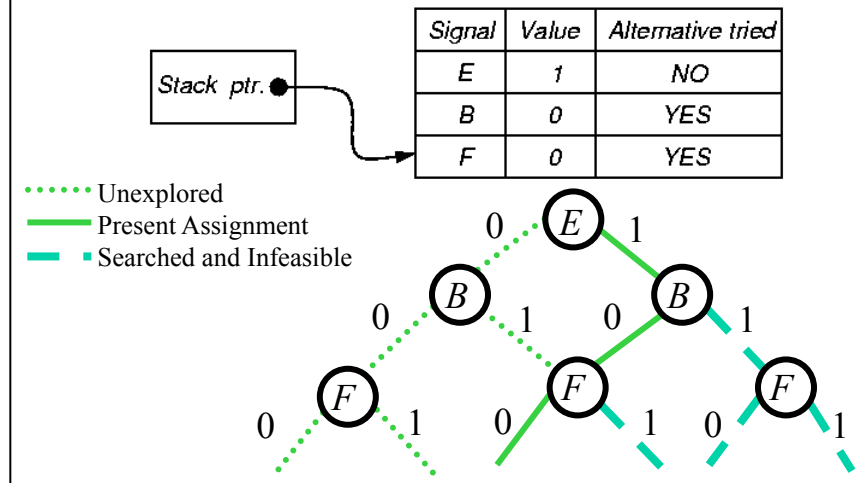 Signal Value Alternative tried
Stack ptr.
E 1 NO
B 0 YES
F 0 YES
Unexplored
Present Assignment
Searched and Infeasible
0 E 1
B B
0 1 0 1
F F F
0 1 0 1 0 1